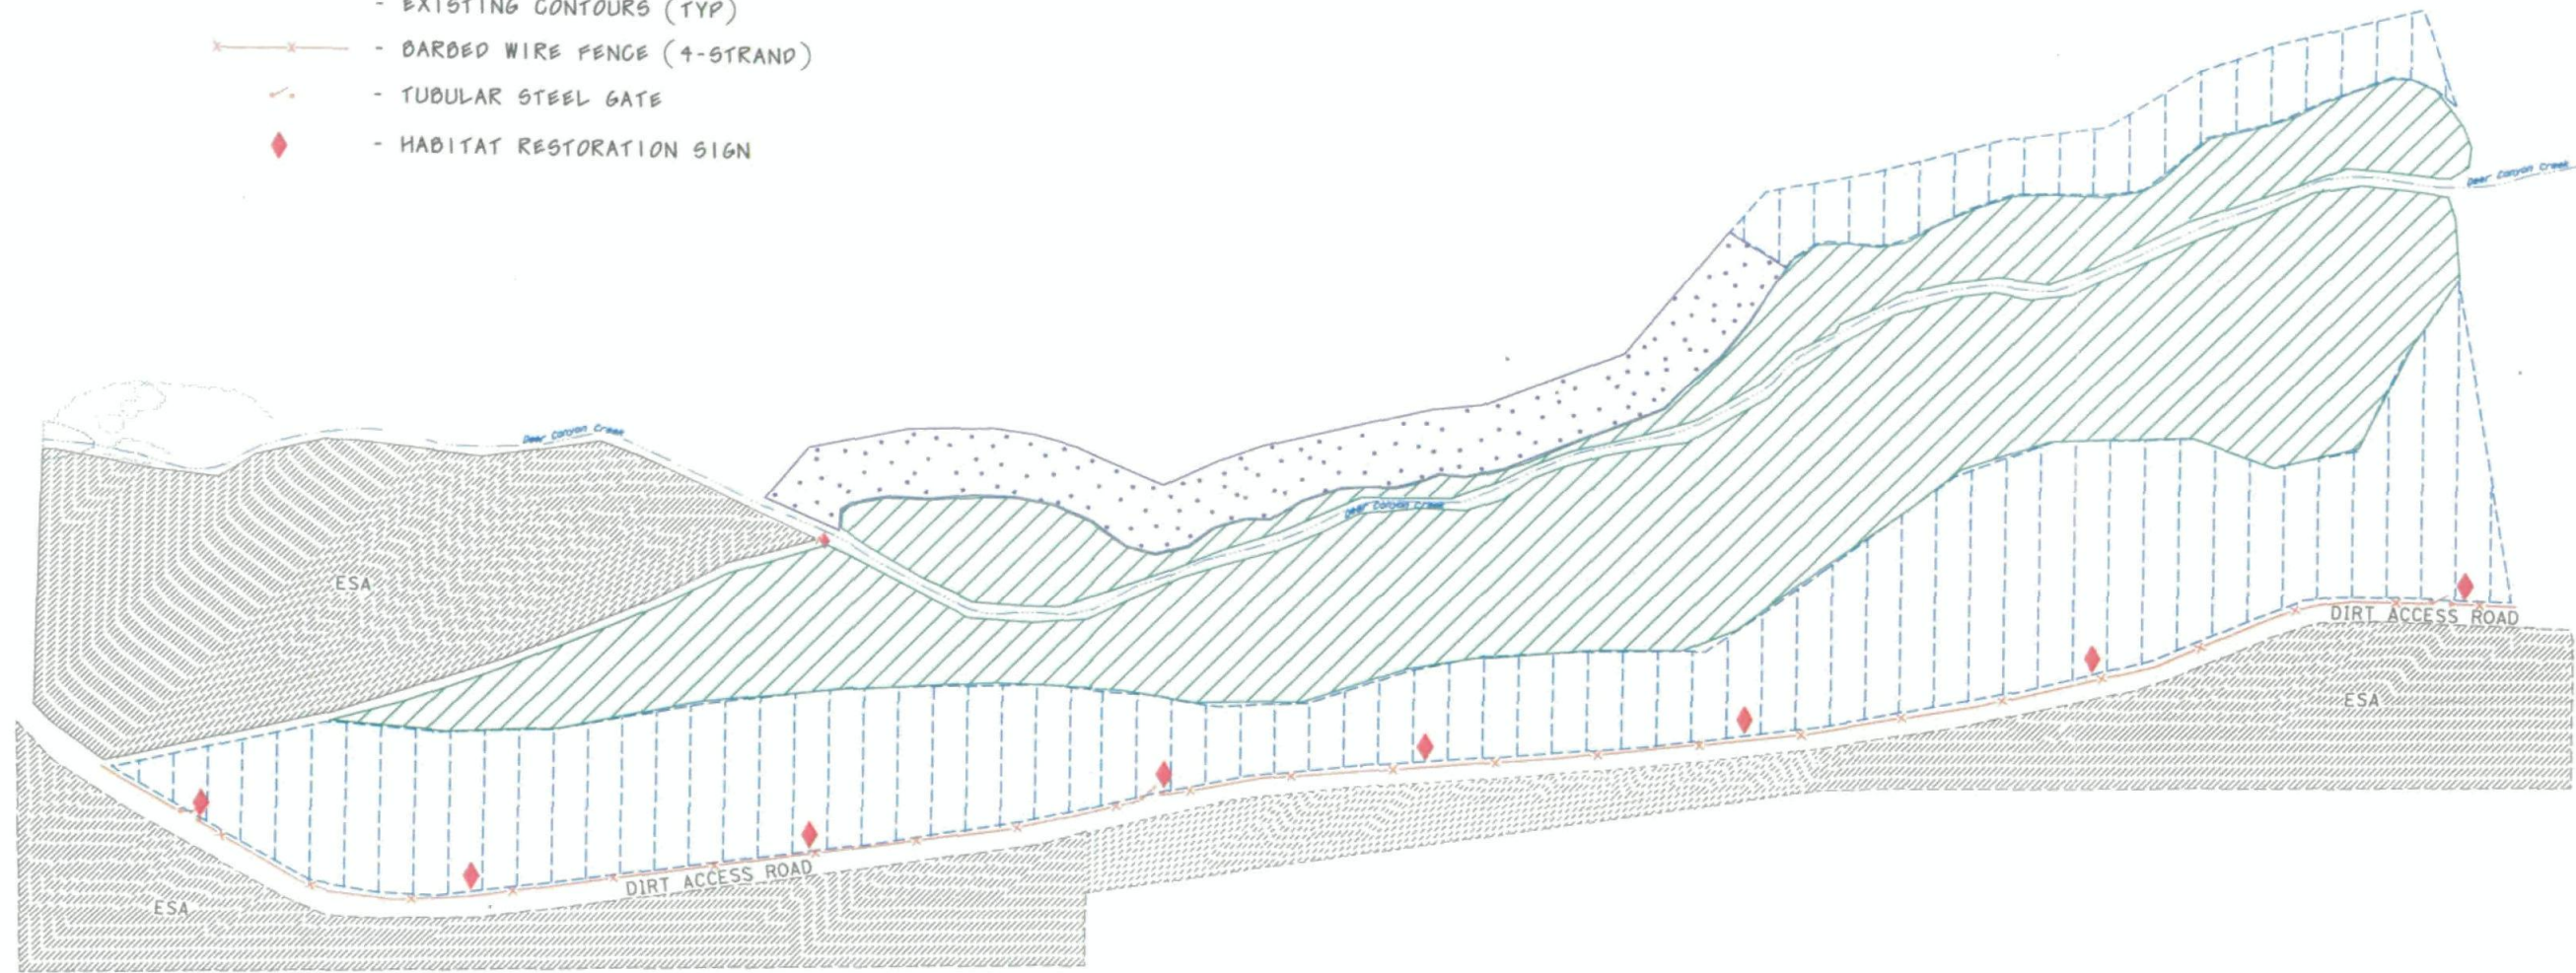 - EXISTING CONTOURS (TYP)
- BARBED WIRE FENCE (4-STRAND)
- TUBULAR STEEL GATE
- HABITAT RESTORATION SIGN
Deer Canyon Creek
Deer Canyon Creek
Deer Canyon Creek
ESA
DIRT ACCESS ROAD
ESA
DIRT ACCESS ROAD
ESA